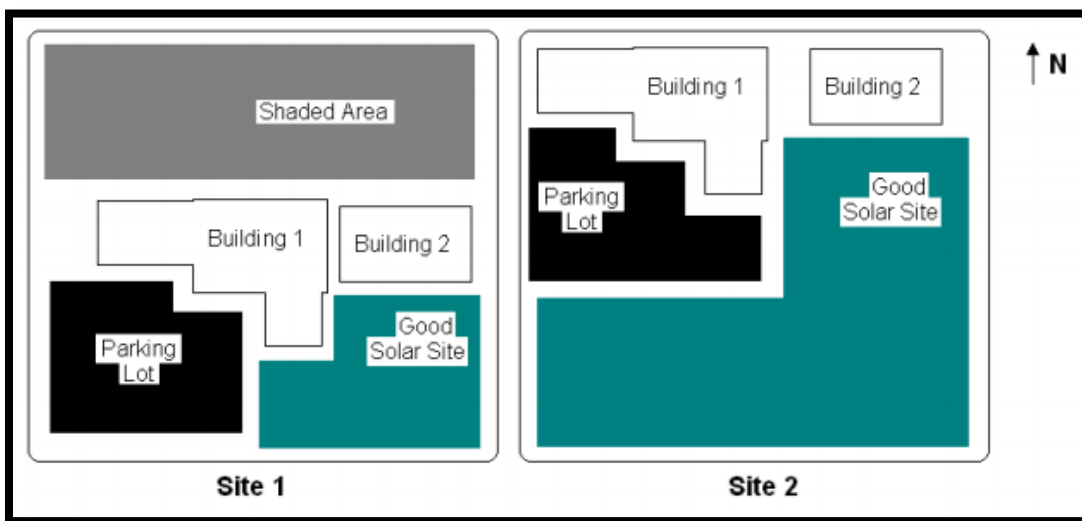 Shaded Area
Building 1
Building 2
Parking
Lot
Good
Solar Site
Site 1
Building 1
Building 2
Parking
Lot
Good
Solar Site
Site 2
N